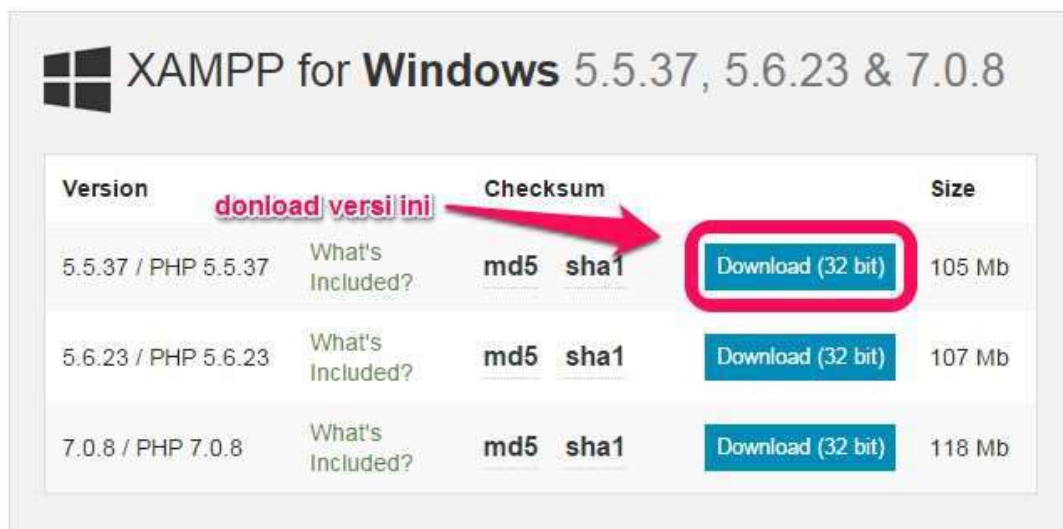 XAMPP for Windows 5.5.37, 5.6.23 & 7.0.8
Version Checksum Size
donload versi ini
5.5.37 / PHP 5.5.37 What's Included? md5 sha1 Download (32 bit) 105 Mb
5.6.23 / PHP 5.6.23 What's Included? md5 sha1 Download (32 bit) 107 Mb
7.0.8 / PHP 7.0.8 What's Included? md5 sha1 Download (32 bit) 118 Mb